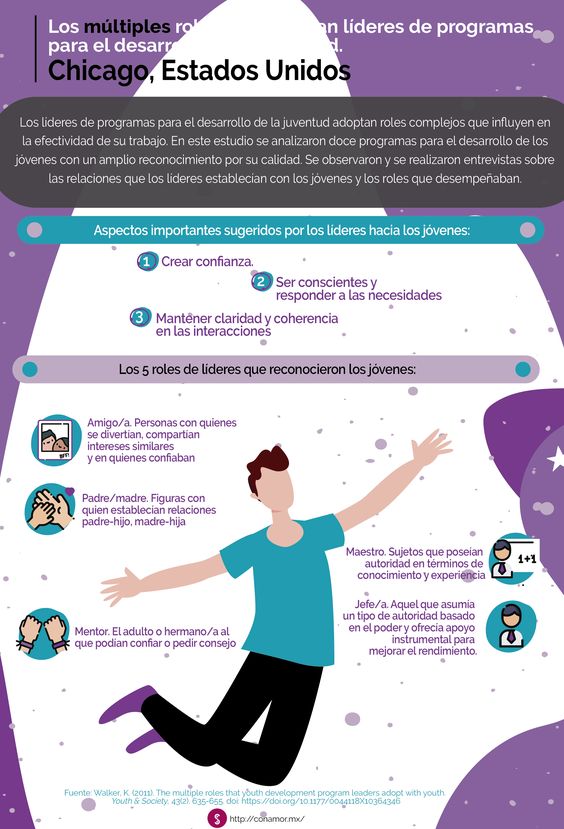 Los múltiples ro an líderes de programas
para el desarr d.
Chicago, Estados Unidos
Los líderes de programas para el desarrollo de la juventud adoptan roles complejos que influyen en
la efectividad de su trabajo. En este estudio se analizaron doce programas para el desarrollo de los
jóvenes con un amplio reconocimiento por su calidad. Se observaron y se realizaron entrevistas sobre
las relaciones que los líderes establecían con los jóvenes y los roles que desempeñaban.
Aspectos importantes sugeridos por los líderes hacia los jóvenes:
1 Crear confianza.
2 Ser conscientes y
responder a las necesidades
3 Mantener claridad y coherencia
en las interacciones
Los 5 roles de líderes que reconocieron los jóvenes:
Amigo/a. Personas con quienes
se divertían, compartían
intereses similares
y en quienes confiaban
BFF!
Padre/madre. Figuras con
quien establecían relaciones
padre-hijo, madre-hija
Maestro. Sujetos que poseían
autoridad en términos de
conocimiento y experiencia
1+1
Jefe/a. Aquel que asumía
un tipo de autoridad basado
en el poder y ofrecía apoyo
instrumental para
mejorar el rendimiento.
Mentor. El adulto o hermano/a al
que podían confiar o pedir consejo
Fuente: Walker, K. (2011). The multiple roles that youth development program leaders adopt with youth.
Youth & Society, 43(2), 635-655. doi: https://doi.org/10.1177/0044118X10364346
http://conamor.mx/